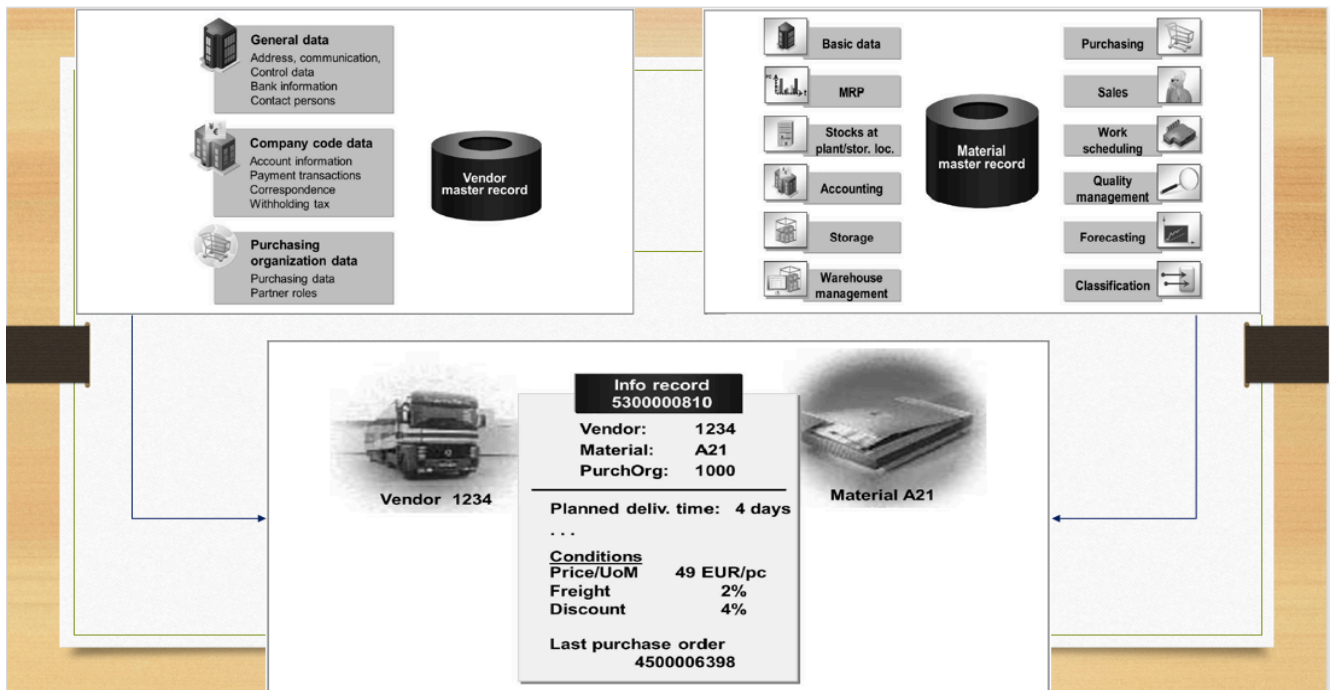 General data
Address, communication,
Control data
Bank information
Contact persons
Company code data
Account information
Payment transactions
Correspondence
Withholding tax
Purchasing
organization data
Purchasing data
Partner roles
Vendor
master record
Basic data
MRP
Stocks at
plant/stor. loc.
Accounting
Storage
Warehouse
management
Material
master record
Purchasing
Sales
Work
scheduling
Quality
management
Forecasting
Classification
Info record
5300000810
Vendor: 1234
Material: A21
PurchOrg: 1000
Planned deliv. time: 4 days
. . .
Conditions
Price/UoM 49 EUR/pc
Freight 2%
Discount 4%
Last purchase order
4500006398
Vendor 1234
Material A21